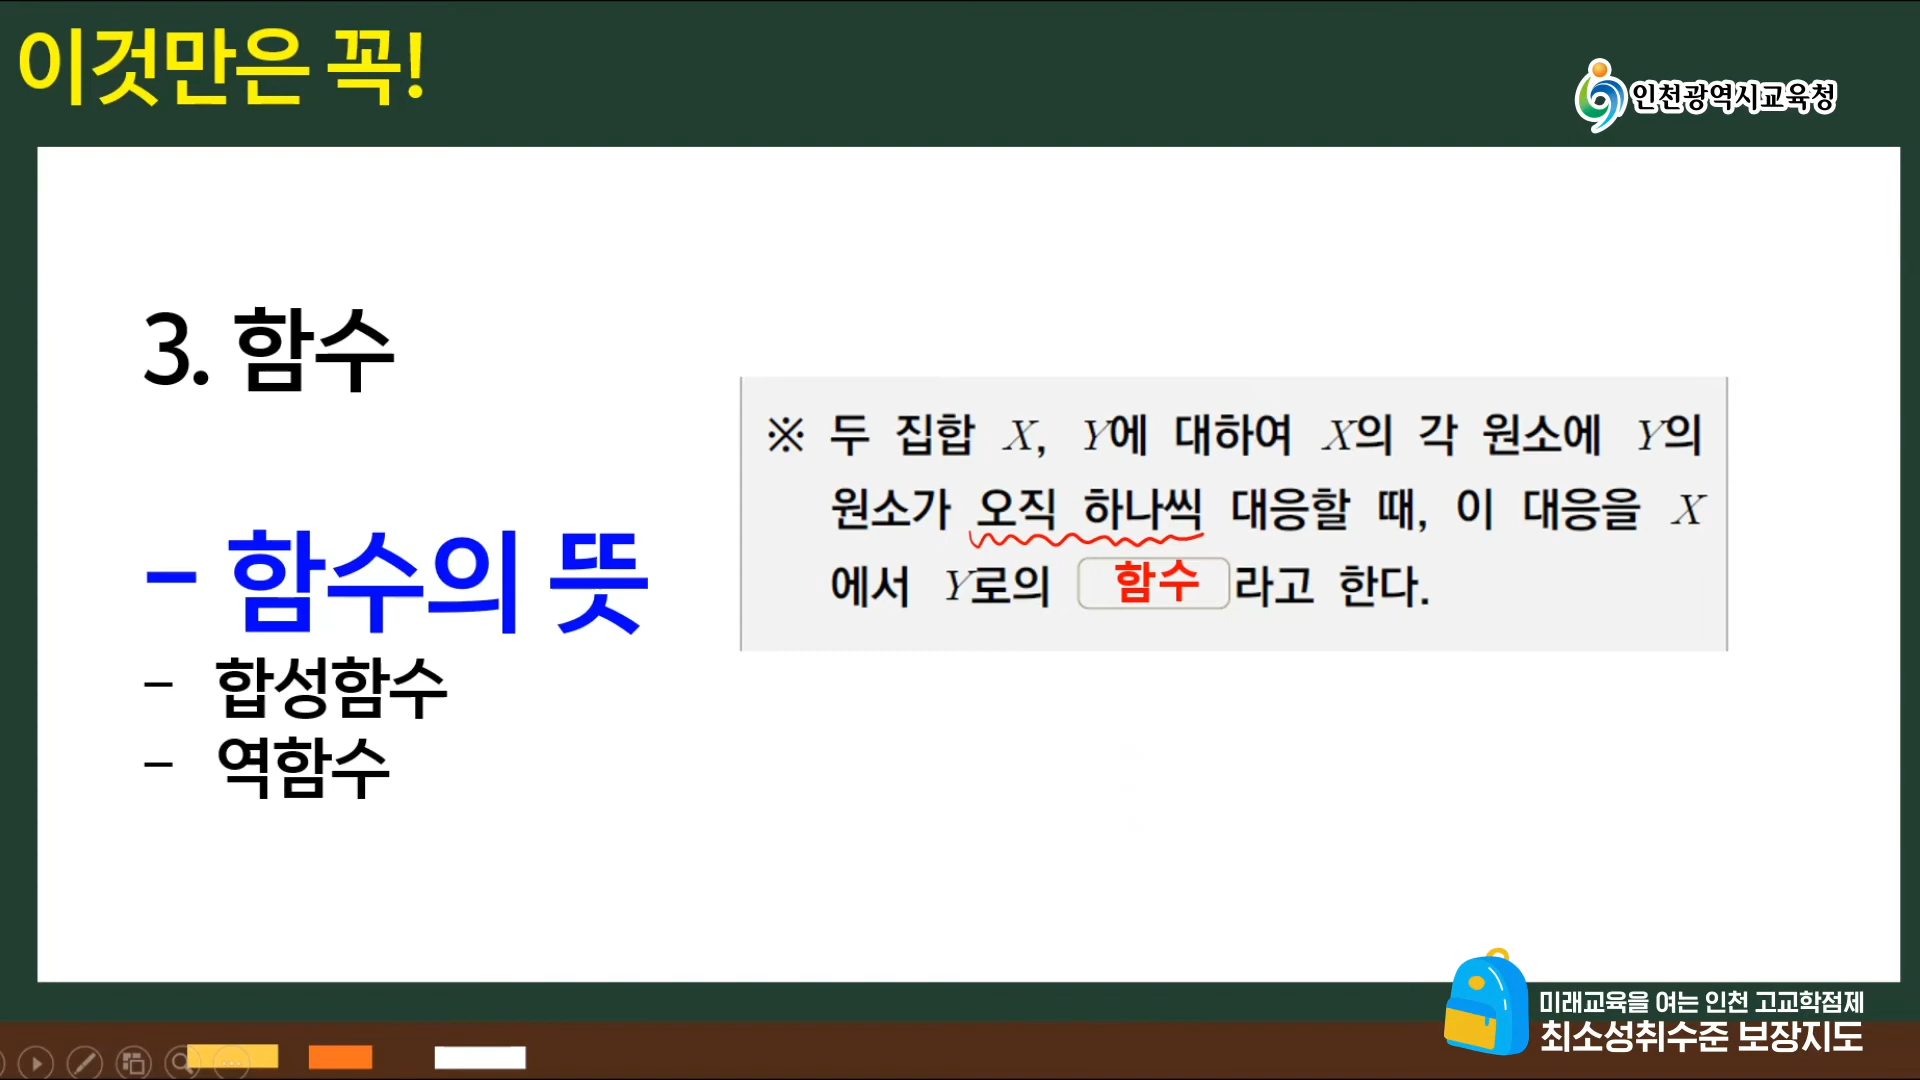 이것만은 꼭!
인천광역시교육청
3. 함수
- 함수의 뜻
- 합성함수
- 역함수
※ 두 집합 X, Y에 대하여 X의 각 원소에 Y의
원소가 오직 하나씩 대응할 때, 이 대응을 X
에서 Y로의 함수 라고 한다.
미래교육을 여는 인천 고교학점제
최소성취수준 보장지도